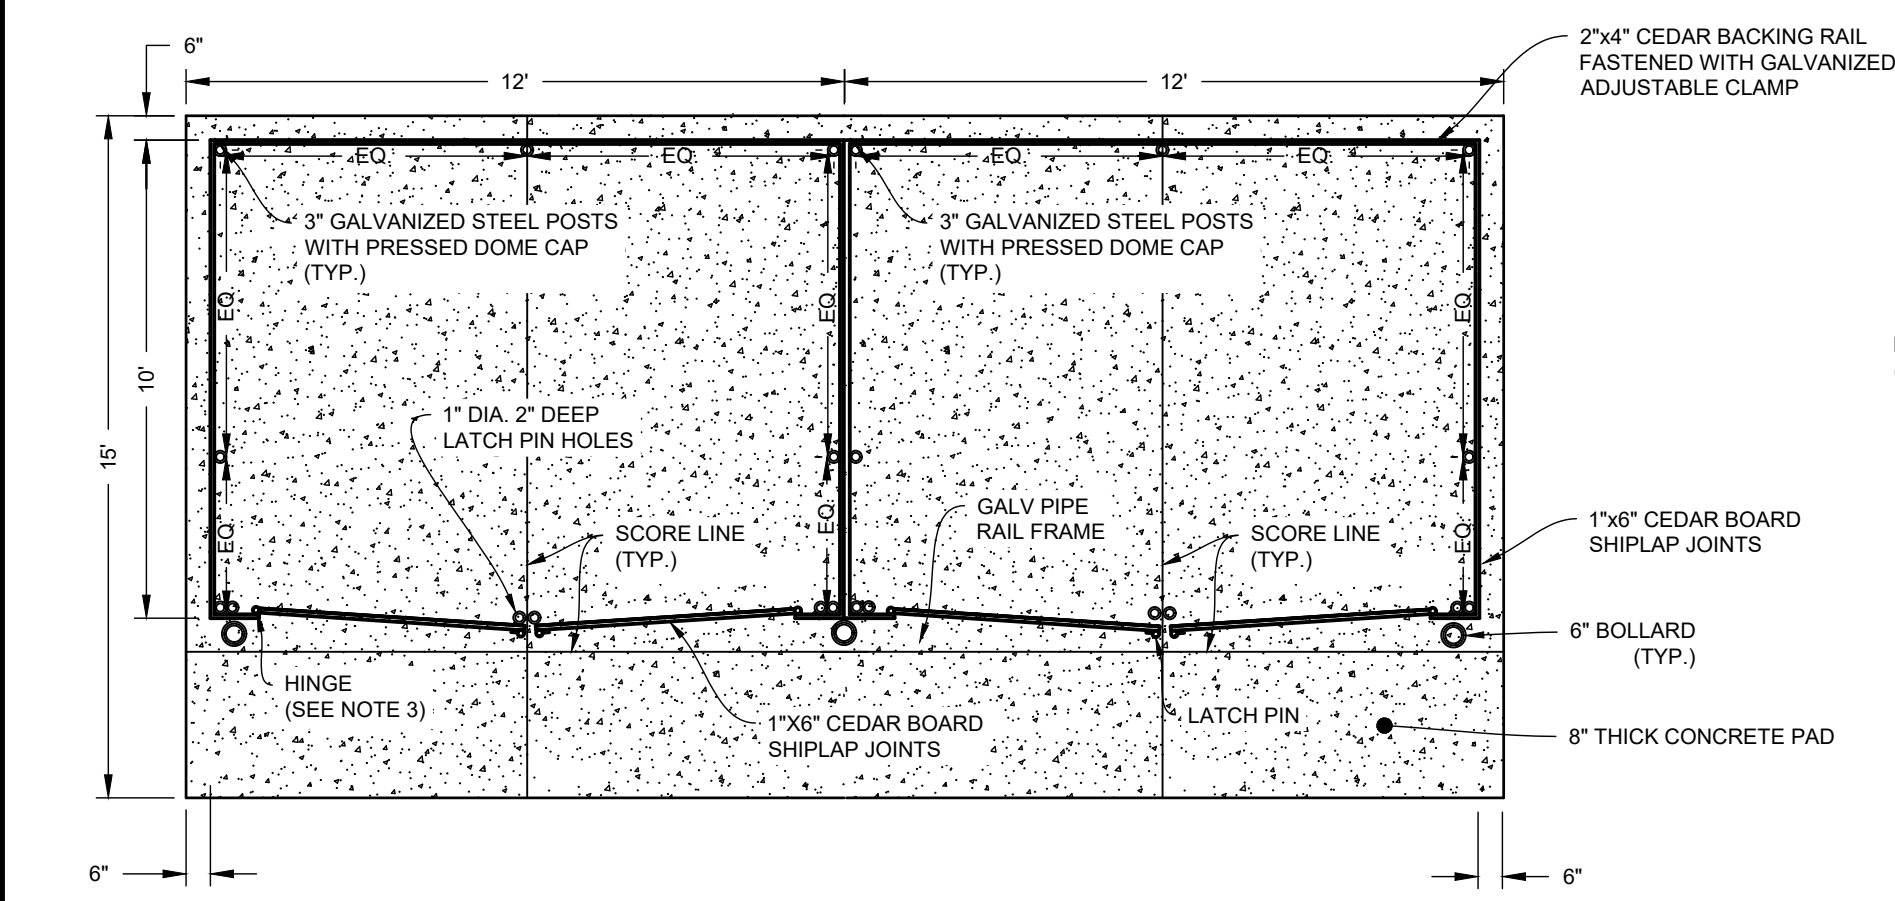 6"
12'
12'
2"x4" CEDAR BACKING RAIL
FASTENED WITH GALVANIZED
ADJUSTABLE CLAMP
EQ
EQ
EQ
EQ
3" GALVANIZED STEEL POSTS
WITH PRESSED DOME CAP
(TYP.)
3" GALVANIZED STEEL POSTS
WITH PRESSED DOME CAP
(TYP.)
EQ
EQ
EQ
10'
15'
1" DIA. 2" DEEP
LATCH PIN HOLES
GALV PIPE
RAIL FRAME
SCORE LINE
(TYP.)
SCORE LINE
(TYP.)
1"x6" CEDAR BOARD
SHIPLAP JOINTS
EQ
EQ
EQ
6" BOLLARD
(TYP.)
HINGE
(SEE NOTE 3)
1"X6" CEDAR BOARD
SHIPLAP JOINTS
LATCH PIN
8" THICK CONCRETE PAD
6"
6"